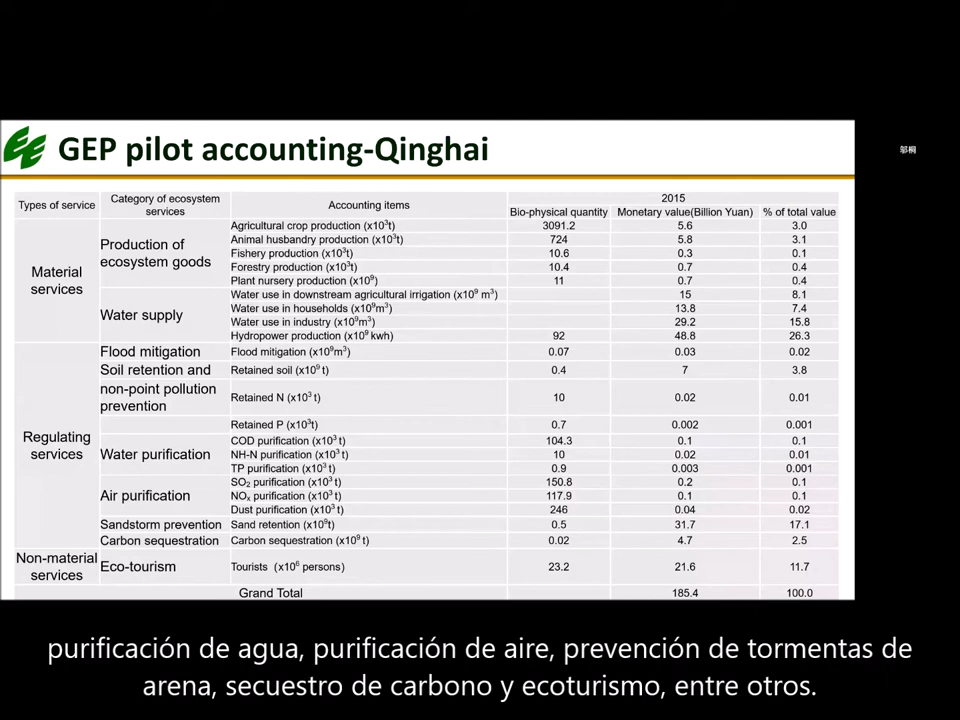 GEP pilot accounting-Qinghai
邬桐
Types of service Category of ecosystem services Accounting items 2015
Bio-physical quantity Monetary value(Billion Yuan) % of total value
Material services
Production of ecosystem goods
Agricultural crop production (x10³t) 3091.2 5.6 3.0
Animal husbandry production (x10³t) 724 5.8 3.1
Fishery production (x10³t) 10.6 0.3 0.1
Forestry production (x10³t) 10.4 0.7 0.4
Plant nursery production (x10⁹) 11 0.7 0.4
Water supply
Water use in downstream agricultural irrigation (x10⁹ m³) 15 8.1
Water use in households (x10⁹m³) 13.8 7.4
Water use in industry (x10⁹m³) 29.2 15.8
Hydropower production (x10⁹ kwh) 92 48.8 26.3
Regulating services
Flood mitigation Flood mitigation (x10⁹m³) 0.07 0.03 0.02
Soil retention and Retained soil (x10⁹ t) 0.4 7 3.8
non-point pollution prevention Retained N (x10³ t) 10 0.02 0.01
Retained P (x10³t) 0.7 0.002 0.001
Water purification
COD purification (x10³ t) 104.3 0.1 0.1
NH-N purification (x10³ t) 10 0.02 0.01
TP purification (x10³ t) 0.9 0.003 0.001
Air purification
SO₂ purification (x10³ t) 150.8 0.2 0.1
NOₓ purification (x10³ t) 117.9 0.1 0.1
Dust purification (x10³ t) 246 0.04 0.02
Sandstorm prevention Sand retention (x10⁹t) 0.5 31.7 17.1
Carbon sequestration Carbon sequestration (x10⁹ t) 0.02 4.7 2.5
Non-material services Eco-tourism Tourists (x10⁶ persons) 23.2 21.6 11.7
Grand Total 185.4 100.0
purificación de agua, purificación de aire, prevención de tormentas de
arena, secuestro de carbono y ecoturismo, entre otros.